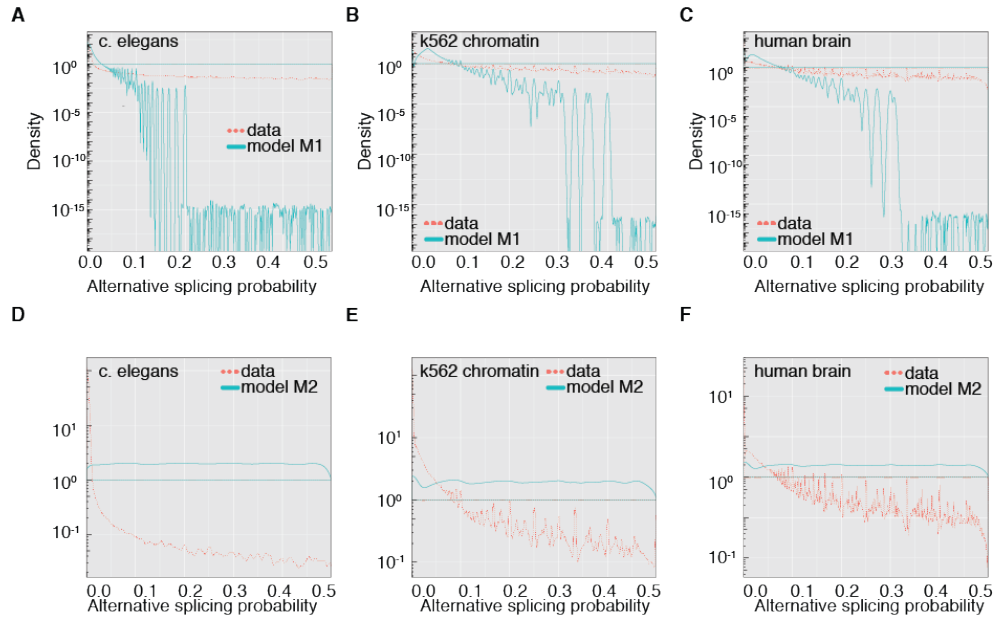 A
c. elegans
10^0
10^-5
10^-10
10^-15
Density
data
model M1
0.0 0.1 0.2 0.3 0.4 0.5
Alternative splicing probability
B
k562 chromatin
10^0
10^-5
10^-10
10^-15
Density
data
model M1
0.0 0.1 0.2 0.3 0.4 0.5
Alternative splicing probability
C
human brain
10^0
10^-5
10^-10
10^-15
Density
data
model M1
0.0 0.1 0.2 0.3 0.4 0.5
Alternative splicing probability
D
c. elegans
data
model M2
10^1
10^0
10^-1
0.0 0.1 0.2 0.3 0.4 0.5
Alternative splicing probability
E
k562 chromatin
data
model M2
10^1
10^0
10^-1
0.0 0.1 0.2 0.3 0.4 0.5
Alternative splicing probability
F
human brain
data
model M2
10^1
10^0
10^-1
0.0 0.1 0.2 0.3 0.4 0.5
Alternative splicing probability